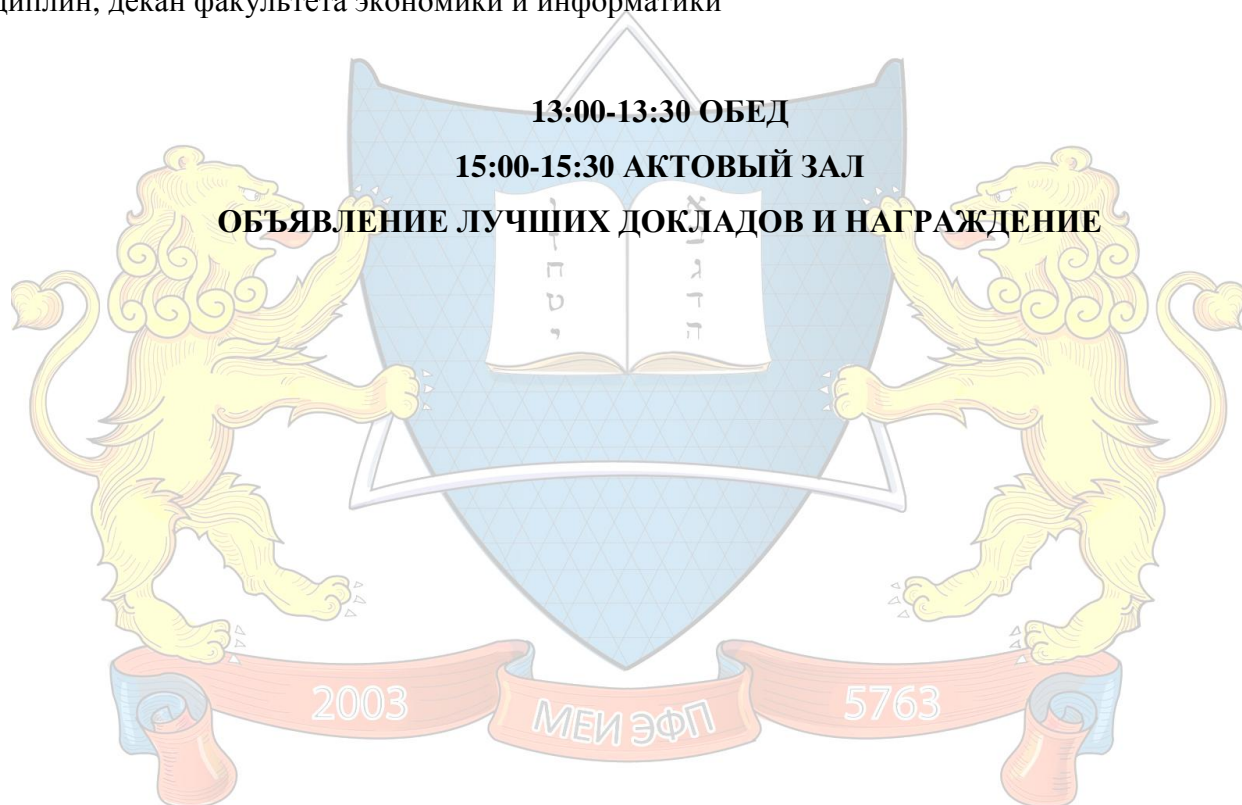 циплин, декан факультета экономики и информатики
13:00-13:30 ОБЕД
15:00-15:30 АКТОВЫЙ ЗАЛ
ОБЪЯВЛЕНИЕ ЛУЧШИХ ДОКЛАДОВ И НАГРАЖДЕНИЕ
ו א
ז ב
ח ג
ט ד
י ה
2003 МЕИ ЭФП 5763